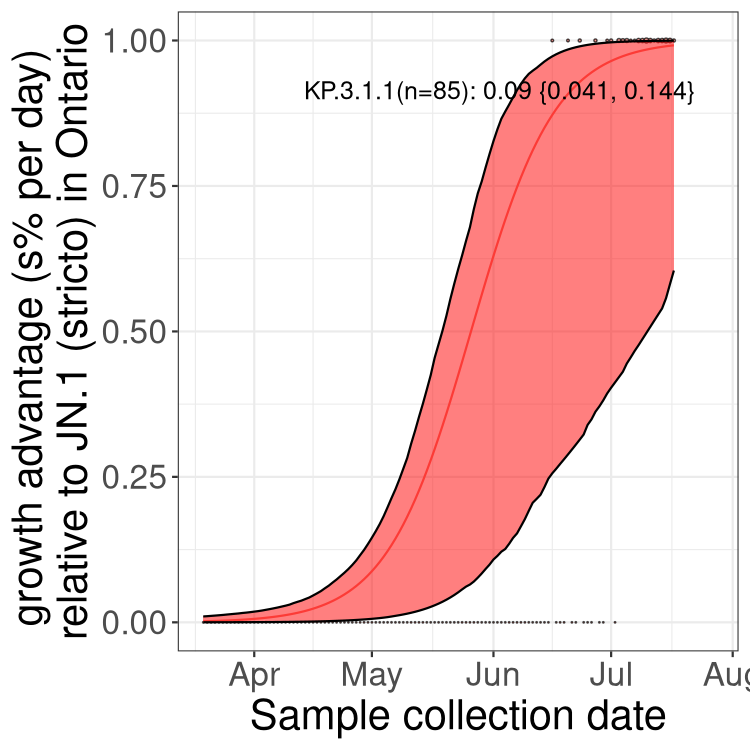 growth advantage (s% per day)
relative to JN.1 (stricto) in Ontario
1.00
0.75
0.50
0.25
0.00
KP.3.1.1(n=85): 0.09 {0.041, 0.144}
Apr May Jun Jul Aug
Sample collection date